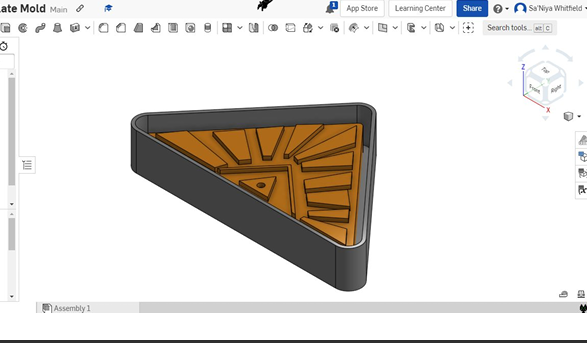 ate Mold Main
1 App Store Learning Center Share ? Sa'Niya Whitfield
Search tools... alt C
Z
Top
Front Right
X
Assembly 1